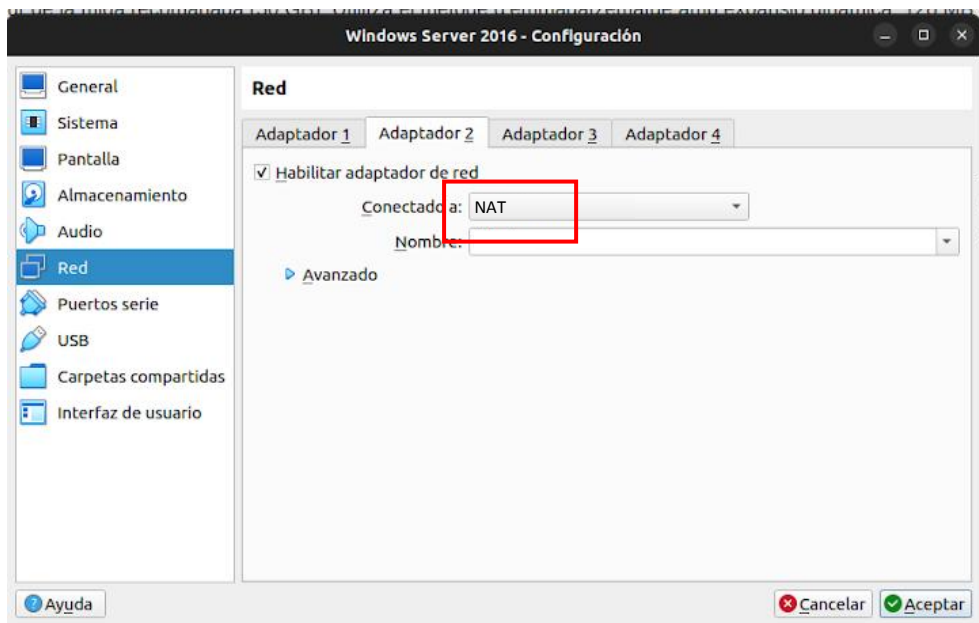 Windows Server 2016 - Configuración
General
Sistema
Pantalla
Almacenamiento
Audio
Red
Puertos serie
USB
Carpetas compartidas
Interfaz de usuario
Red
Adaptador 1 Adaptador 2 Adaptador 3 Adaptador 4
Habilitar adaptador de red
Conectado a: NAT
Nombre:
Avanzado
Ayuda Cancelar Aceptar